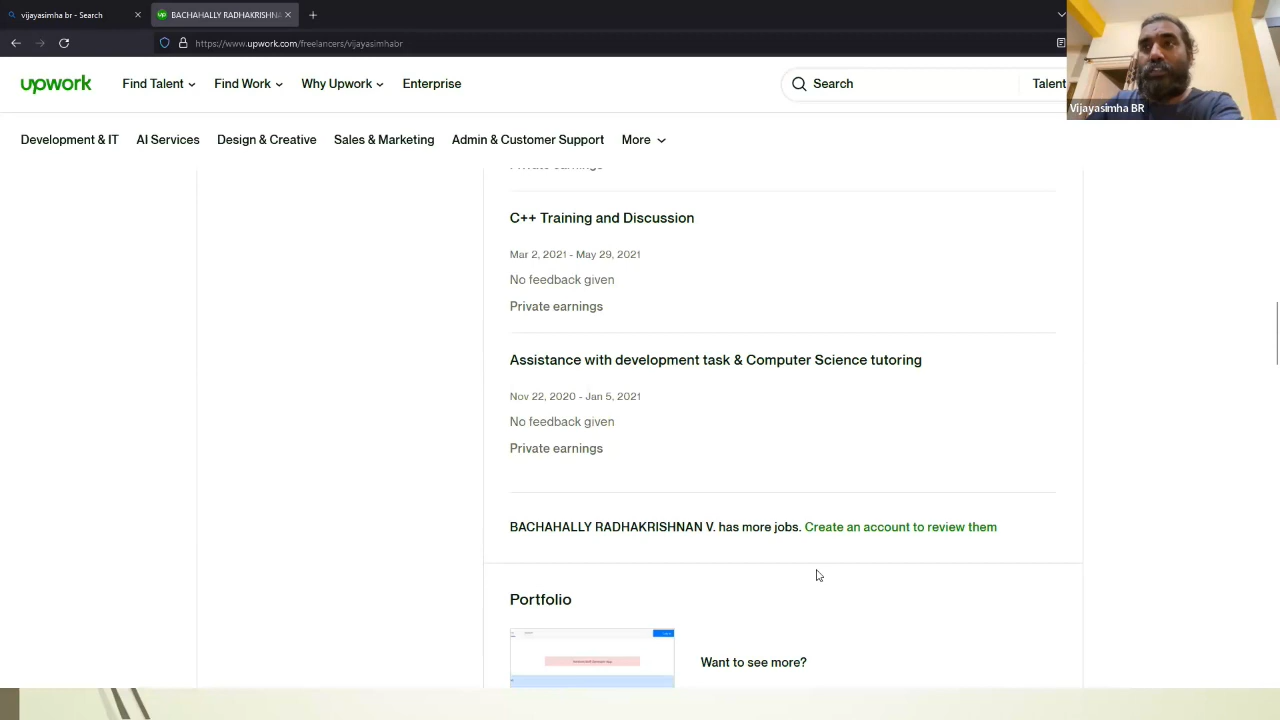 vijayasimha br - Search
BACHAHALLY RADHAKRISHNA
https://www.upwork.com/freelancers/vijayasimhabr
upwork
Find Talent
Find Work
Why Upwork
Enterprise
Search
Talent
Vijayasimha BR
Development & IT
AI Services
Design & Creative
Sales & Marketing
Admin & Customer Support
More
Private earnings
C++ Training and Discussion
Mar 2, 2021 - May 29, 2021
No feedback given
Private earnings
Assistance with development task & Computer Science tutoring
Nov 22, 2020 - Jan 5, 2021
No feedback given
Private earnings
BACHAHALLY RADHAKRISHNAN V. has more jobs. Create an account to review them
Portfolio
Want to see more?